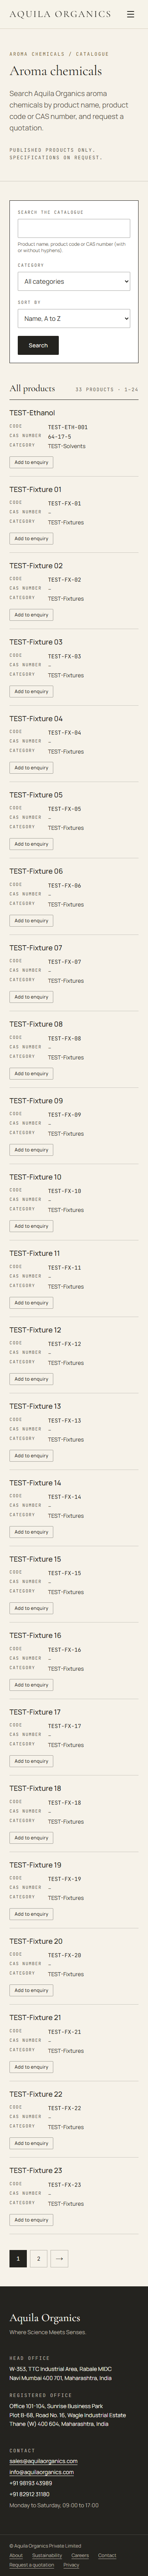 AQUILA ORGANICS
AROMA CHEMICALS / CATALOGUE
Aroma chemicals
Search Aquila Organics aroma
chemicals by product name, product
code or CAS number, and request a
quotation.
PUBLISHED PRODUCTS ONLY.
SPECIFICATIONS ON REQUEST.
SEARCH THE CATALOGUE
Product name, product code or CAS number (with
or without hyphens).
CATEGORY
All categories
SORT BY
Name, A to Z
Search
All products
33 PRODUCTS · 1–24
TEST-Ethanol
CODE TEST-ETH-001
CAS NUMBER 64-17-5
CATEGORY TEST-Solvents
Add to enquiry
TEST-Fixture 01
CODE TEST-FX-01
CAS NUMBER –
CATEGORY TEST-Fixtures
Add to enquiry
TEST-Fixture 02
CODE TEST-FX-02
CAS NUMBER –
CATEGORY TEST-Fixtures
Add to enquiry
TEST-Fixture 03
CODE TEST-FX-03
CAS NUMBER –
CATEGORY TEST-Fixtures
Add to enquiry
TEST-Fixture 04
CODE TEST-FX-04
CAS NUMBER –
CATEGORY TEST-Fixtures
Add to enquiry
TEST-Fixture 05
CODE TEST-FX-05
CAS NUMBER –
CATEGORY TEST-Fixtures
Add to enquiry
TEST-Fixture 06
CODE TEST-FX-06
CAS NUMBER –
CATEGORY TEST-Fixtures
Add to enquiry
TEST-Fixture 07
CODE TEST-FX-07
CAS NUMBER –
CATEGORY TEST-Fixtures
Add to enquiry
TEST-Fixture 08
CODE TEST-FX-08
CAS NUMBER –
CATEGORY TEST-Fixtures
Add to enquiry
TEST-Fixture 09
CODE TEST-FX-09
CAS NUMBER –
CATEGORY TEST-Fixtures
Add to enquiry
TEST-Fixture 10
CODE TEST-FX-10
CAS NUMBER –
CATEGORY TEST-Fixtures
Add to enquiry
TEST-Fixture 11
CODE TEST-FX-11
CAS NUMBER –
CATEGORY TEST-Fixtures
Add to enquiry
TEST-Fixture 12
CODE TEST-FX-12
CAS NUMBER –
CATEGORY TEST-Fixtures
Add to enquiry
TEST-Fixture 13
CODE TEST-FX-13
CAS NUMBER –
CATEGORY TEST-Fixtures
Add to enquiry
TEST-Fixture 14
CODE TEST-FX-14
CAS NUMBER –
CATEGORY TEST-Fixtures
Add to enquiry
TEST-Fixture 15
CODE TEST-FX-15
CAS NUMBER –
CATEGORY TEST-Fixtures
Add to enquiry
TEST-Fixture 16
CODE TEST-FX-16
CAS NUMBER –
CATEGORY TEST-Fixtures
Add to enquiry
TEST-Fixture 17
CODE TEST-FX-17
CAS NUMBER –
CATEGORY TEST-Fixtures
Add to enquiry
TEST-Fixture 18
CODE TEST-FX-18
CAS NUMBER –
CATEGORY TEST-Fixtures
Add to enquiry
TEST-Fixture 19
CODE TEST-FX-19
CAS NUMBER –
CATEGORY TEST-Fixtures
Add to enquiry
TEST-Fixture 20
CODE TEST-FX-20
CAS NUMBER –
CATEGORY TEST-Fixtures
Add to enquiry
TEST-Fixture 21
CODE TEST-FX-21
CAS NUMBER –
CATEGORY TEST-Fixtures
Add to enquiry
TEST-Fixture 22
CODE TEST-FX-22
CAS NUMBER –
CATEGORY TEST-Fixtures
Add to enquiry
TEST-Fixture 23
CODE TEST-FX-23
CAS NUMBER –
CATEGORY TEST-Fixtures
Add to enquiry
1 2 →
Aquila Organics
Where Science Meets Senses.
HEAD OFFICE
W-353, TTC Industrial Area, Rabale MIDC
Navi Mumbai 400 701, Maharashtra, India
REGISTERED OFFICE
Office 101-104, Sunrise Business Park
Plot B-68, Road No. 16, Wagle Industrial Estate
Thane (W) 400 604, Maharashtra, India
CONTACT
sales@aquilaorganics.com
info@aquilaorganics.com
+91 98193 43989
+91 82912 31180
Monday to Saturday, 09:00 to 17:00
© Aquila Organics Private Limited
About Sustainability Careers Contact
Request a quotation Privacy